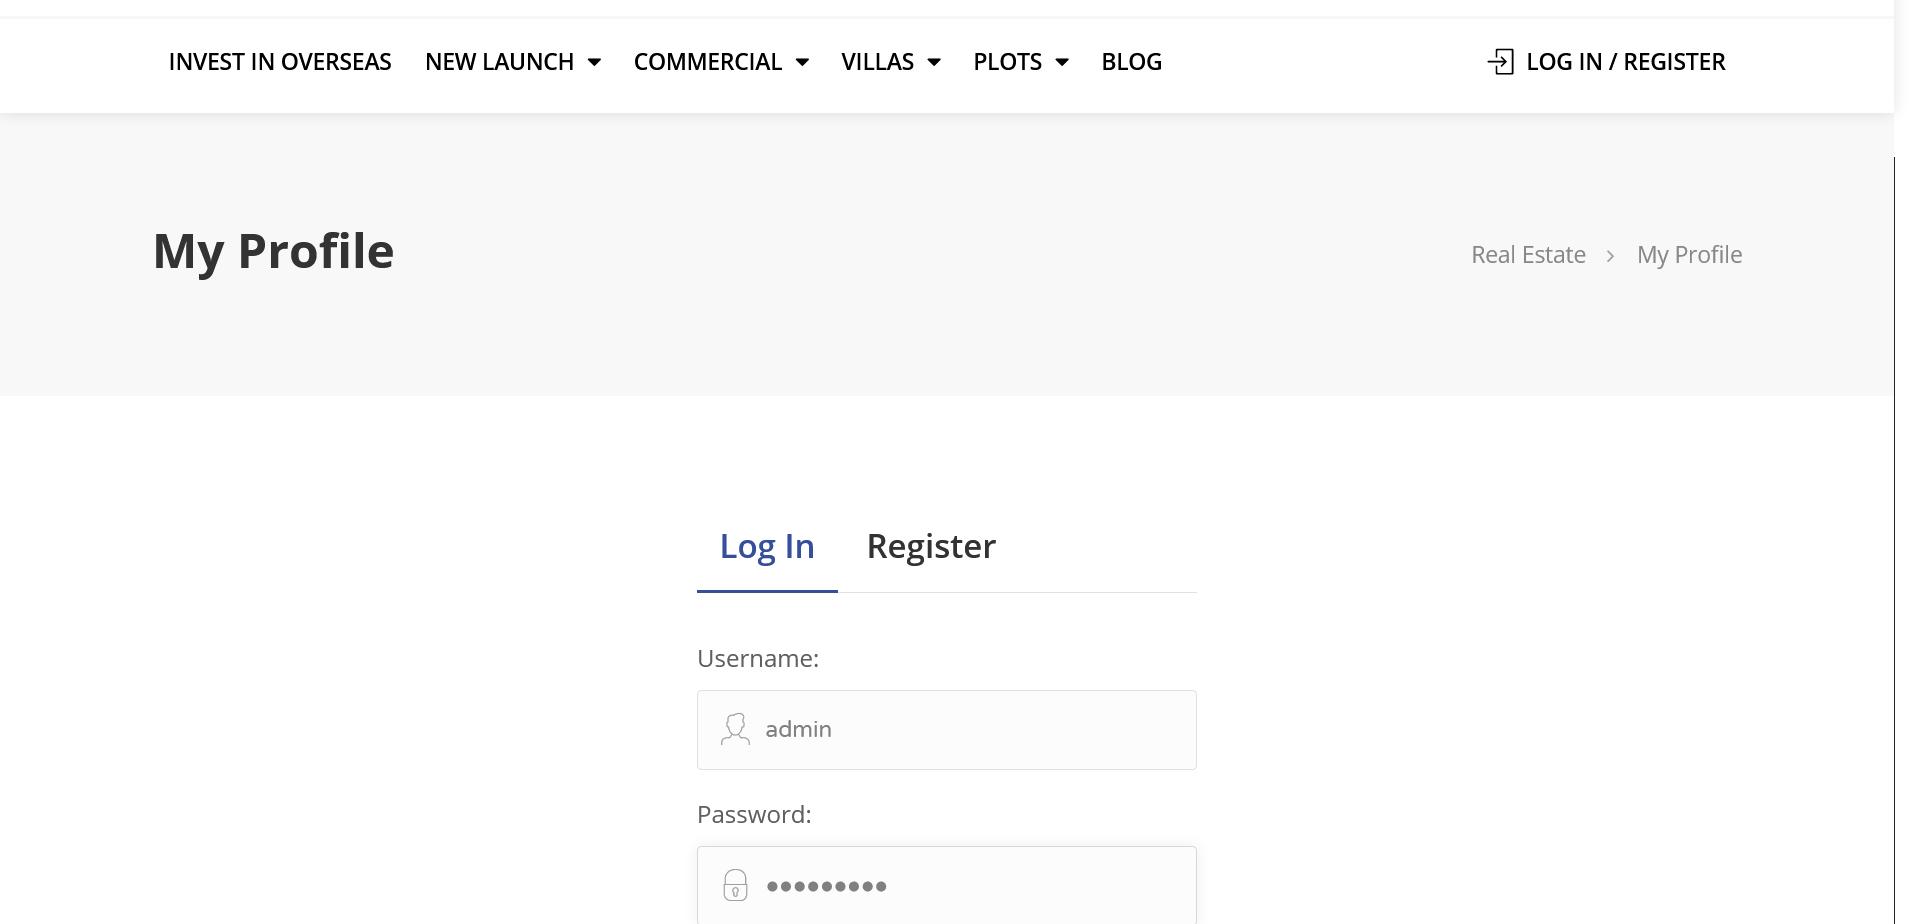 INVEST IN OVERSEAS NEW LAUNCH COMMERCIAL VILLAS PLOTS BLOG LOG IN / REGISTER
My Profile
Real Estate > My Profile
Log In Register
Username:
admin
Password:
•••••••••